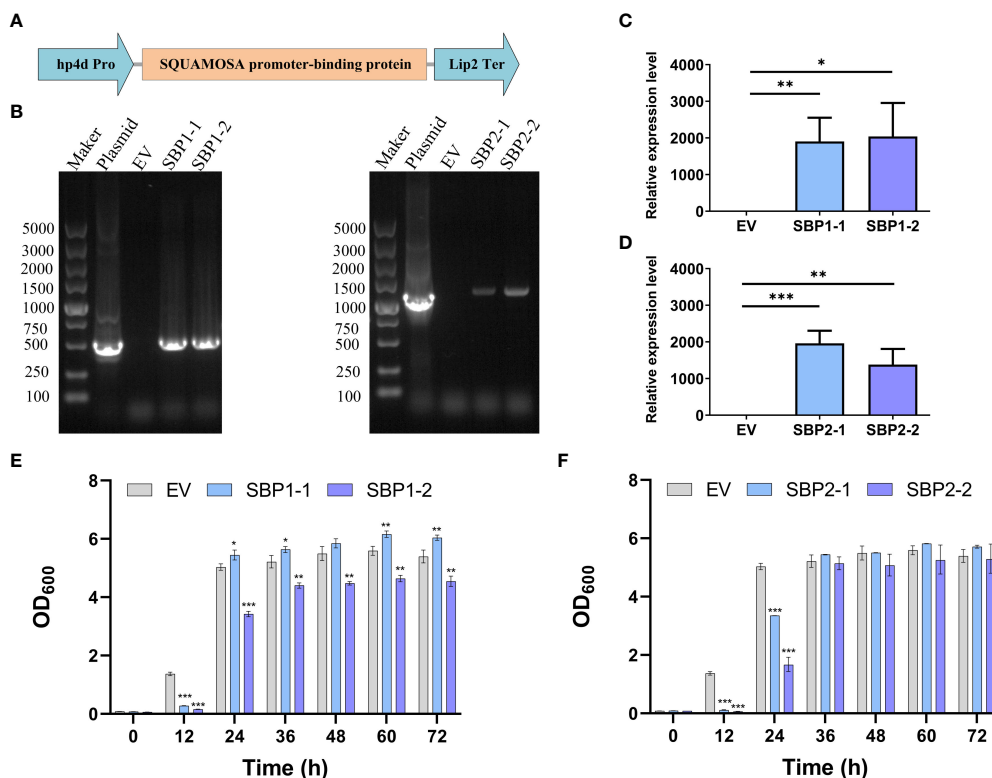 A
hp4d Pro SQUAMOSA promoter-binding protein Lip2 Ter
B
Maker Plasmid EV SBP1-1 SBP1-2
5000
3000
2000
1500
1000
750
500
250
100
Maker Plasmid EV SBP2-1 SBP2-2
5000
3000
2000
1500
1000
750
500
250
100
C
Relative expression level
4000
3000
2000
1000
0
*
**
EV SBP1-1 SBP1-2
D
Relative expression level
4000
3000
2000
1000
0
**
***
EV SBP2-1 SBP2-2
E
EV SBP1-1 SBP1-2
OD600
8
6
4
2
0
*** ***
* ***
* **
**
** **
** **
0 12 24 36 48 60 72
Time (h)
F
EV SBP2-1 SBP2-2
OD600
8
6
4
2
0
*** ***
*** ***
0 12 24 36 48 60 72
Time (h)